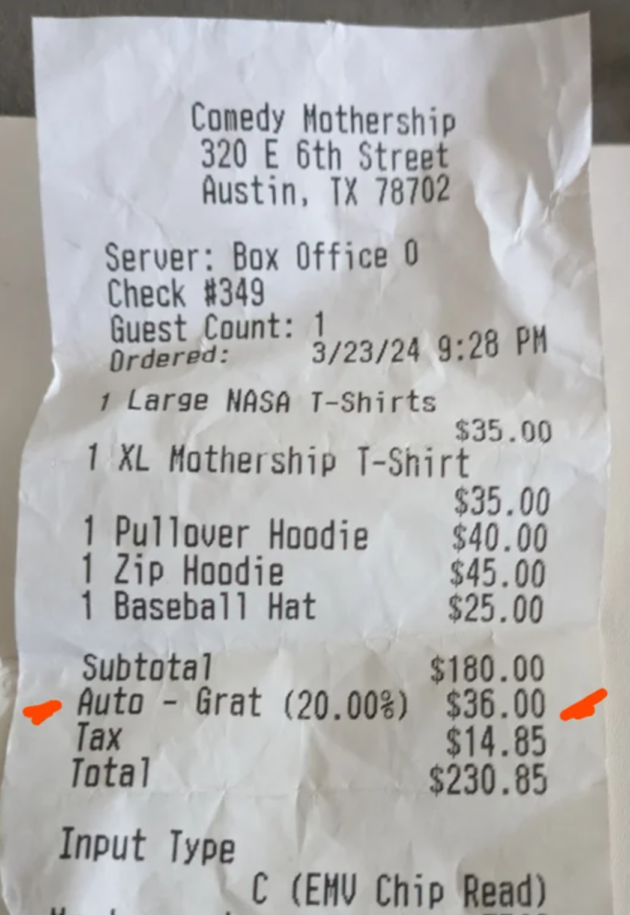 Comedy Mothership
320 E 6th Street
Austin, TX 78702
Server: Box Office 0
Check #349
Guest Count: 1
Ordered: 3/23/24 9:28 PM
1 Large NASA T-Shirts
$35.00
1 XL Mothership T-Shirt
$35.00
1 Pullover Hoodie $40.00
1 Zip Hoodie $45.00
1 Baseball Hat $25.00
Subtotal $180.00
Auto - Grat (20.00%) $36.00
Tax $14.85
Total $230.85
Input Type
C (EMV Chip Read)